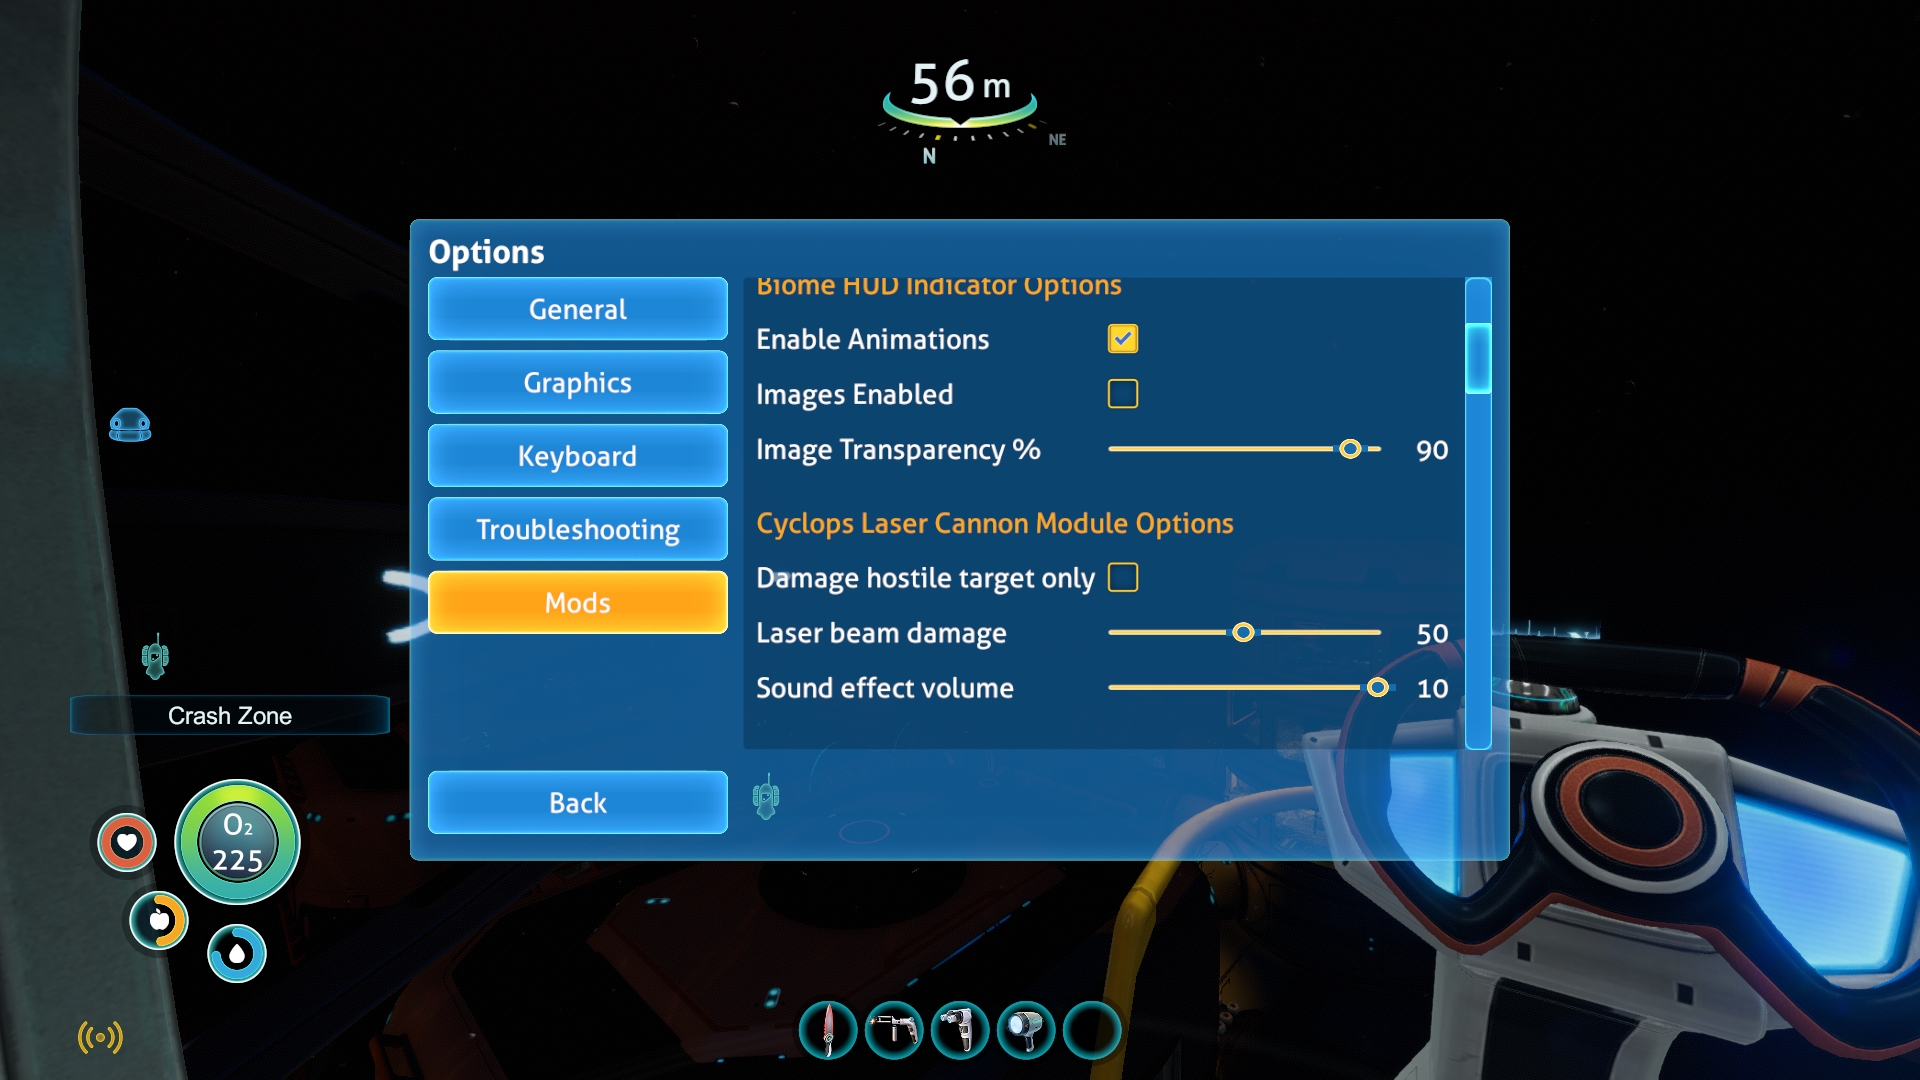 56 m
N
NE
Options
General
Graphics
Keyboard
Troubleshooting
Mods
Back
Biome HUD Indicator Options
Enable Animations
Images Enabled
Image Transparency % 90
Cyclops Laser Cannon Module Options
Damage hostile target only
Laser beam damage 50
Sound effect volume 10
Crash Zone
O₂
225